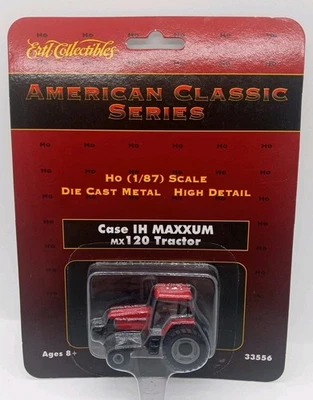 Ertl Collectibles
AMERICAN CLASSIC
SERIES
HO (1/87) SCALE
DIE CAST METAL HIGH DETAIL
Case IH MAXXUM
MX120 Tractor
Ages 8+
33556